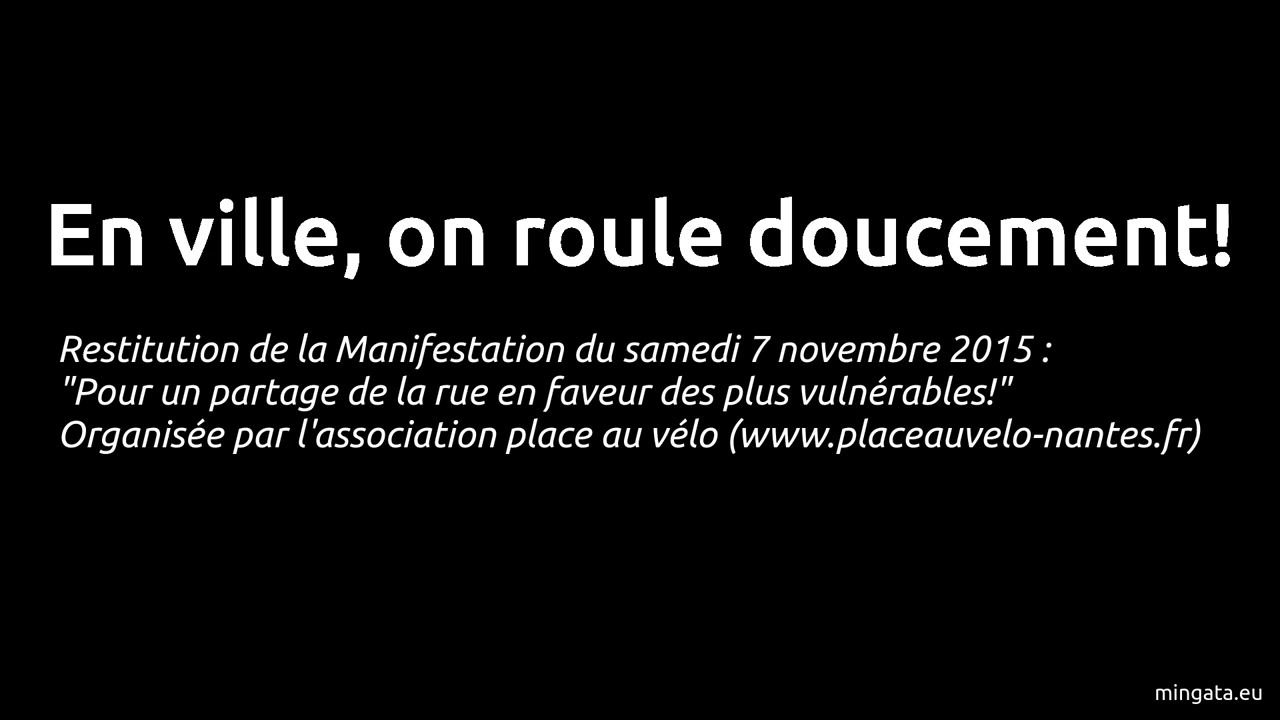 En ville, on roule doucement!
Restitution de la Manifestation du samedi 7 novembre 2015 :
"Pour un partage de la rue en faveur des plus vulnérables!"
Organisée par l'association place au vélo (www.placeauvelo-nantes.fr)
mingata.eu